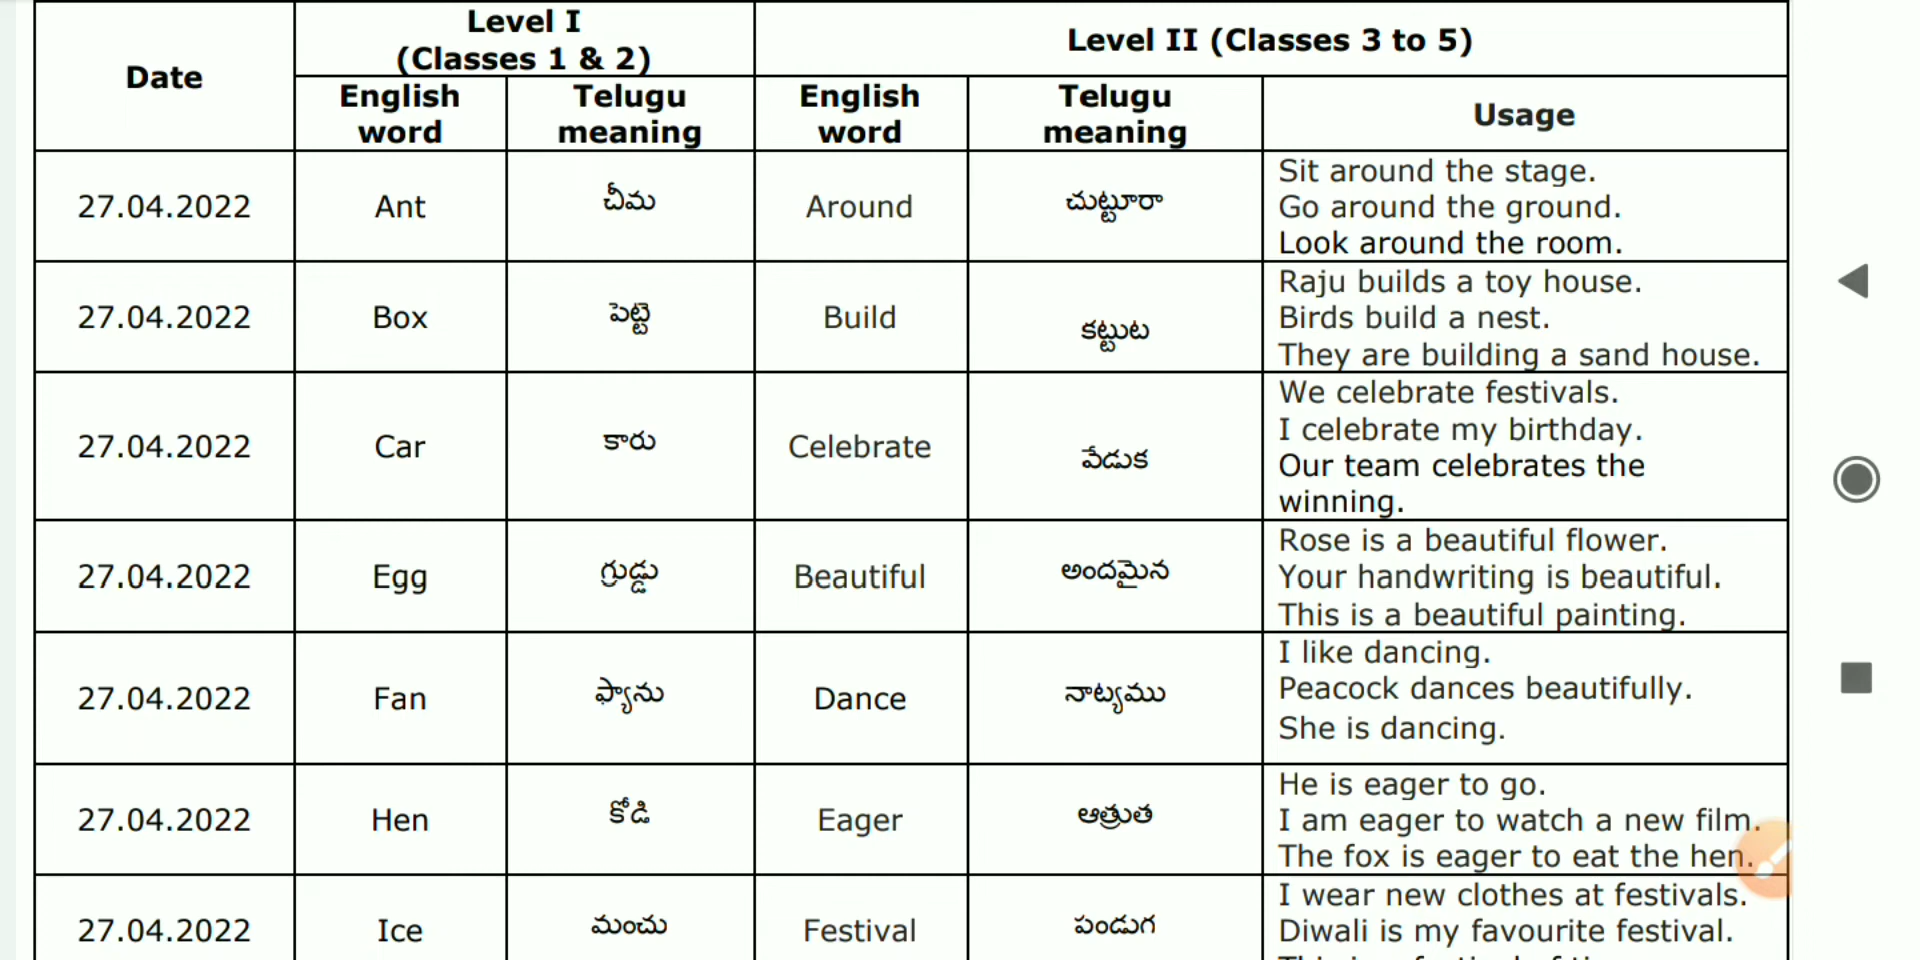 Date
Level I
(Classes 1 & 2)
Level II (Classes 3 to 5)
English
word
Telugu
meaning
English
word
Telugu
meaning
Usage
27.04.2022
Ant
చీమ
Around
చుట్టూరా
Sit around the stage.
Go around the ground.
Look around the room.
27.04.2022
Box
పెట్టె
Build
కట్టుట
Raju builds a toy house.
Birds build a nest.
They are building a sand house.
27.04.2022
Car
కారు
Celebrate
వేడుక
We celebrate festivals.
I celebrate my birthday.
Our team celebrates the
winning.
27.04.2022
Egg
గ్రుడ్డు
Beautiful
అందమైన
Rose is a beautiful flower.
Your handwriting is beautiful.
This is a beautiful painting.
27.04.2022
Fan
ఫ్యాను
Dance
నాట్యము
I like dancing.
Peacock dances beautifully.
She is dancing.
27.04.2022
Hen
కోడి
Eager
ఆత్రుత
He is eager to go.
I am eager to watch a new film.
The fox is eager to eat the hen.
27.04.2022
Ice
మంచు
Festival
పండుగ
I wear new clothes at festivals.
Diwali is my favourite festival.